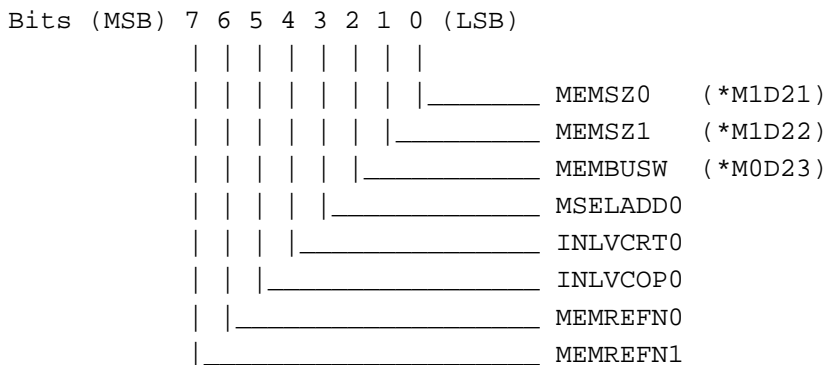 Bits (MSB) 7 6 5 4 3 2 1 0 (LSB)
MEMSZ0 (*M1D21)
MEMSZ1 (*M1D22)
MEMBUSW (*M0D23)
MSELADD0
INLVCRT0
INLVCOP0
MEMREFN0
MEMREFN1